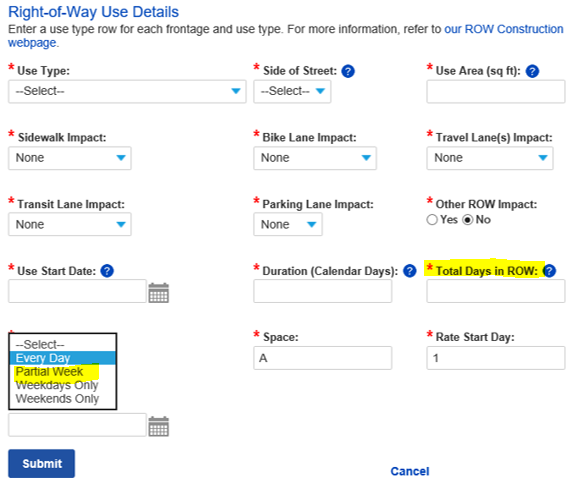 Right-of-Way Use Details
Enter a use type row for each frontage and use type. For more information, refer to our ROW Construction
webpage.
* Use Type: * Side of Street: ? * Use Area (sq ft): ?
--Select-- --Select--
* Sidewalk Impact: * Bike Lane Impact: * Travel Lane(s) Impact:
None None None
* Transit Lane Impact: * Parking Lane Impact: * Other ROW Impact:
None None Yes No
* Use Start Date: ? * Duration (Calendar Days): ? * Total Days in ROW: ?
* Space: * Rate Start Day:
--Select--
Every Day A 1
Partial Week
Weekdays Only
Weekends Only
Submit Cancel